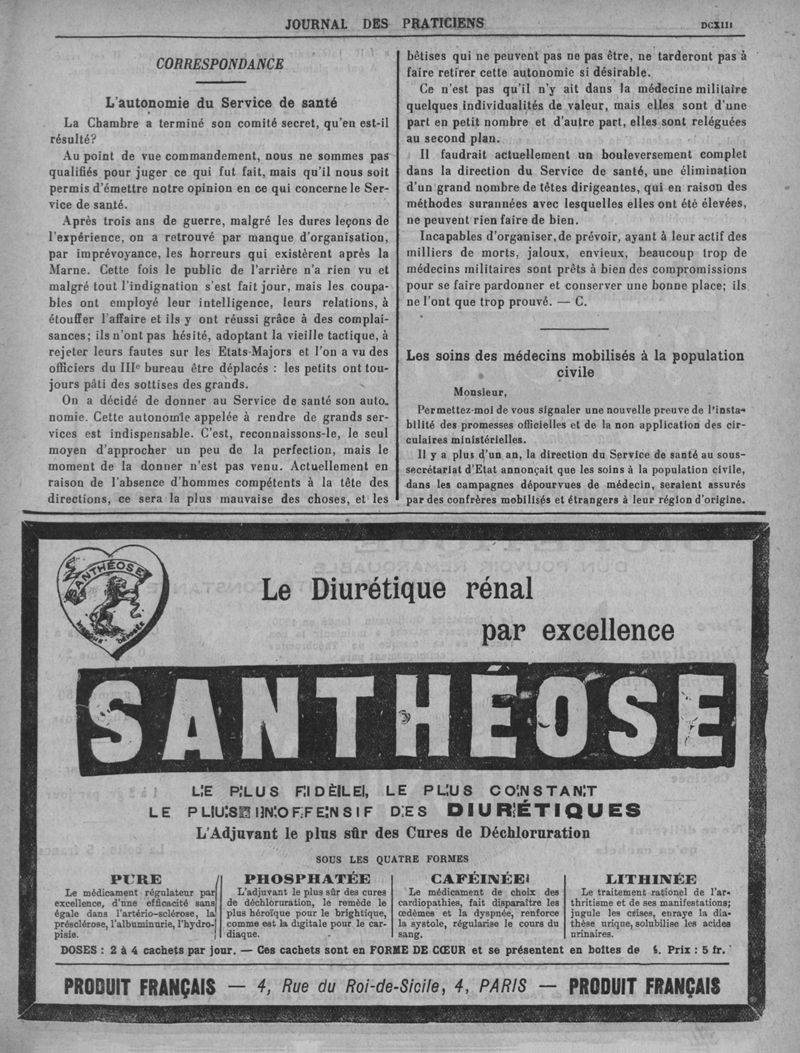 JOURNAL DES PRATICIENS
DCXIII
CORRESPONDANCE
L'autonomie du Service de santé
La Chambre a terminé son comité secret, qu'en est-il
résulté?
Au point de vue commandement, nous ne sommes pas
qualifiés pour juger ce qui fut fait, mais qu'il nous soit
permis d'émettre notre opinion en ce qui concerne le Ser-
vice de santé.
Après trois ans de guerre, malgré les dures leçons de
l'expérience, on a retrouvé par manque d'organisation,
par imprévoyance, les horreurs qui existèrent après la
Marne. Cette fois le public de l'arrière n'a rien vu et
malgré tout l'indignation s'est fait jour, mais les coupa-
bles ont employé leur intelligence, leurs relations, à
étouffer l'affaire et ils y ont réussi grâce à des complai-
sances; ils n'ont pas hésité, adoptant la vieille tactique, à
rejeter leurs fautes sur les Etats-Majors et l'on a vu des
officiers du IIIe bureau être déplacés : les petits ont tou-
jours pâti des sottises des grands.
On a décidé de donner au Service de santé son auto-
nomie. Cette autonomie appelée à rendre de grands ser-
vices est indispensable. C'est, reconnaissons-le, le seul
moyen d'approcher un peu de la perfection, mais le
moment de la donner n'est pas venu. Actuellement en
raison de l'absence d'hommes compétents à la tête des
directions, ce sera la plus mauvaise des choses, et les
bêtises qui ne peuvent pas ne pas être, ne tarderont pas à
faire retirer cette autonomie si désirable.
Ce n'est pas qu'il n'y ait dans la médecine militaire
quelques individualités de valeur, mais elles sont d'une
part en petit nombre et d'autre part, elles sont reléguées
au second plan.
Il faudrait actuellement un bouleversement complet
dans la direction du Service de santé, une élimination
d'un grand nombre de têtes dirigeantes, qui en raison des
méthodes surannées avec lesquelles elles ont été élevées,
ne peuvent rien faire de bien.
Incapables d'organiser, de prévoir, ayant à leur actif des
milliers de morts, jaloux, envieux, beaucoup trop de
médecins militaires sont prêts à bien des compromissions
pour se faire pardonner et conserver une bonne place; ils
ne l'ont que trop prouvé. — C.
Les soins des médecins mobilisés à la population
civile
Monsieur,
Permettez-moi de vous signaler une nouvelle preuve de l'insta-
bilité des promesses officielles et de la non application des cir-
culaires ministérielles.
Il y a plus d'un an, la direction du Service de santé au sous-
secrétariat d'Etat annonçait que les soins à la population civile,
dans les campagnes dépourvues de médecin, seraient assurés
par des confrères mobilisés et étrangers à leur région d'origine.
SANTHÉOSE
MARQUE DÉPOSÉE
Le Diurétique rénal
par excellence
SANTHÉOSE
LE PLUS FIDÈLE, LE PLUS CONSTANT
LE PLUS INOFFENSIF DES DIURÉTIQUES
L'Adjuvant le plus sûr des Cures de Déchloruration
SOUS LES QUATRE FORMES
PURE
Le médicament régulateur par
excellence, d'une efficacité sans
égale dans l'artério-sclérose, la
présclérose, l'albuminurie, l'hydro-
pisie.
PHOSPHATÉE
L'adjuvant le plus sûr des cures
de déchloruration, le remède le
plus héroïque pour le brightique,
comme est la digitale pour le car-
diaque.
CAFÉINÉE
Le médicament de choix des
cardiopathies, fait disparaître les
œdèmes et la dyspnée, renforce
la systole, régularise le cours du
sang.
LITHINÉE
Le traitement rationel de l'ar-
thritisme et de ses manifestations;
jugule les crises, enraye la dia-
thèse urique, solubilise les acides
urinaires.
DOSES : 2 à 4 cachets par jour. — Ces cachets sont en FORME DE CŒUR et se présentent en boîtes de Prix : 5 fr.
PRODUIT FRANÇAIS — 4, Rue du Roi-de-Sicile, 4, PARIS — PRODUIT FRANÇAIS